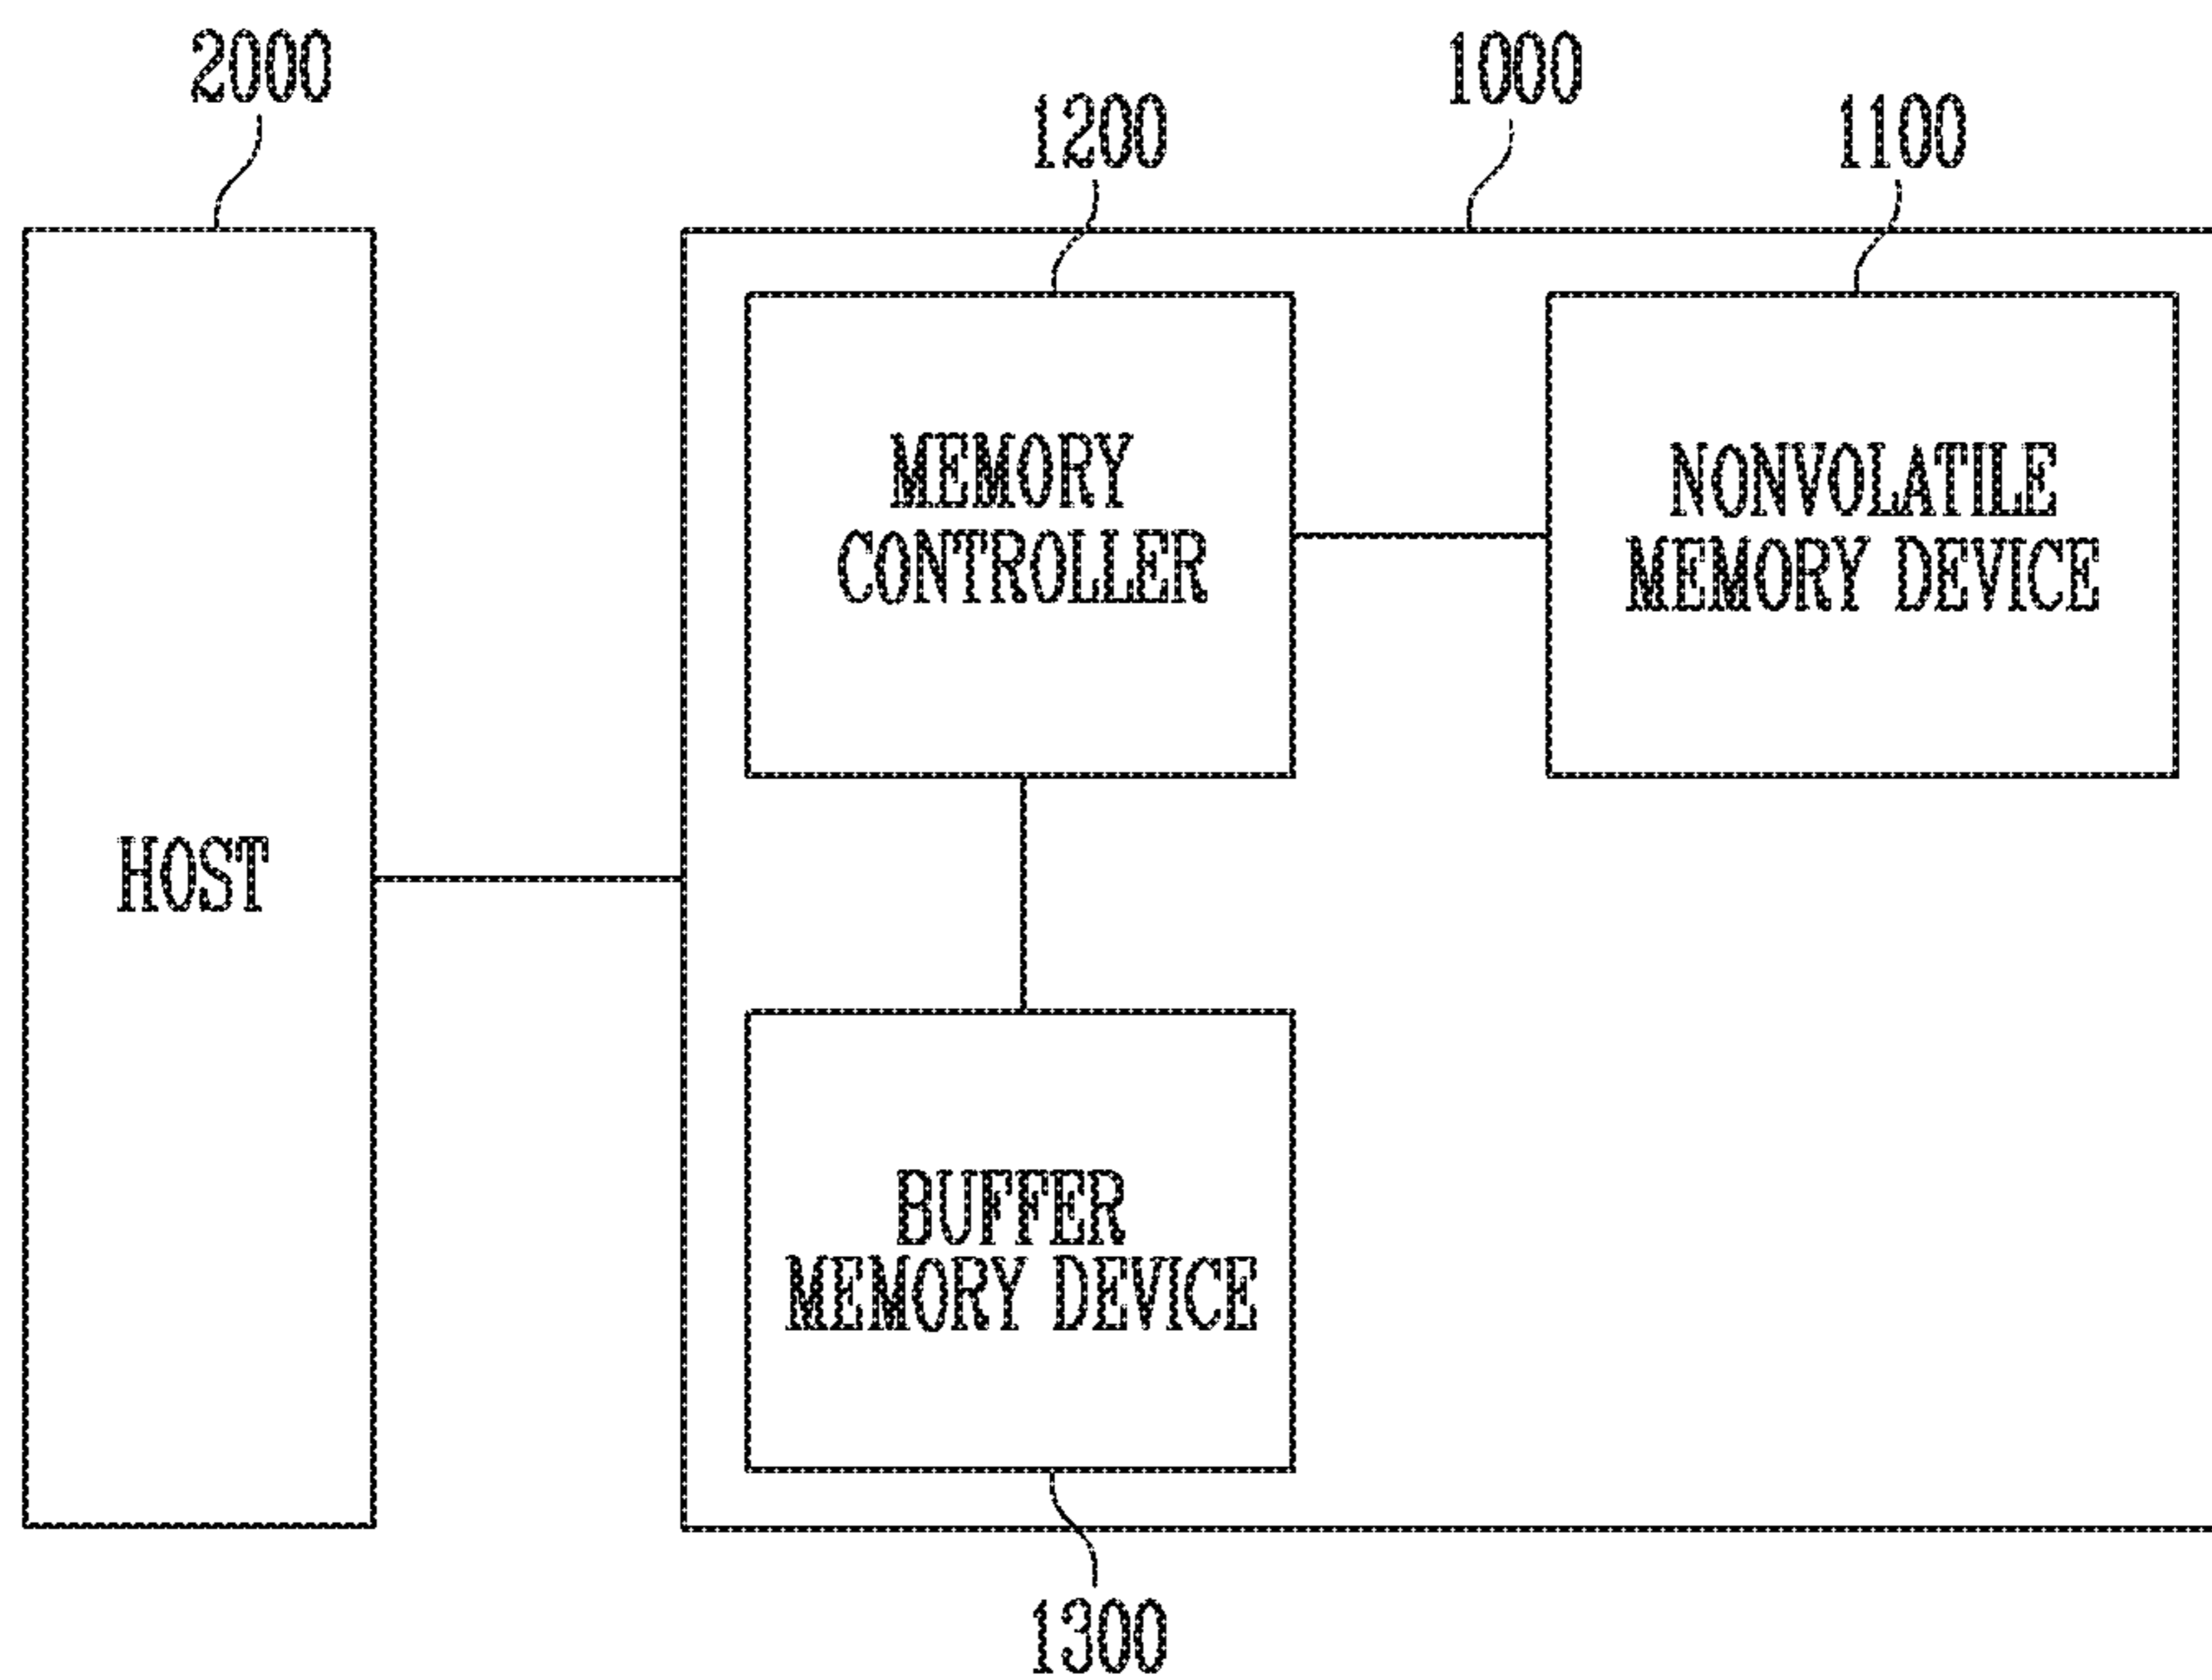 2000
1000
1200
1100
MEMORY
CONTROLLER
NONVOLATILE
MEMORY DEVICE
HOST
BUFFER
MEMORY DEVICE
1300